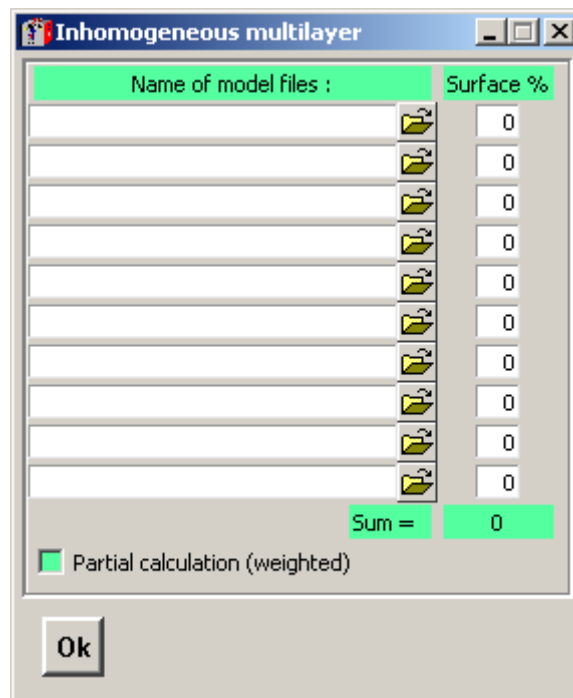 Inhomogeneous multilayer
Name of model files : Surface %
0
0
0
0
0
0
0
0
0
0
Sum = 0
Partial calculation (weighted)
Ok